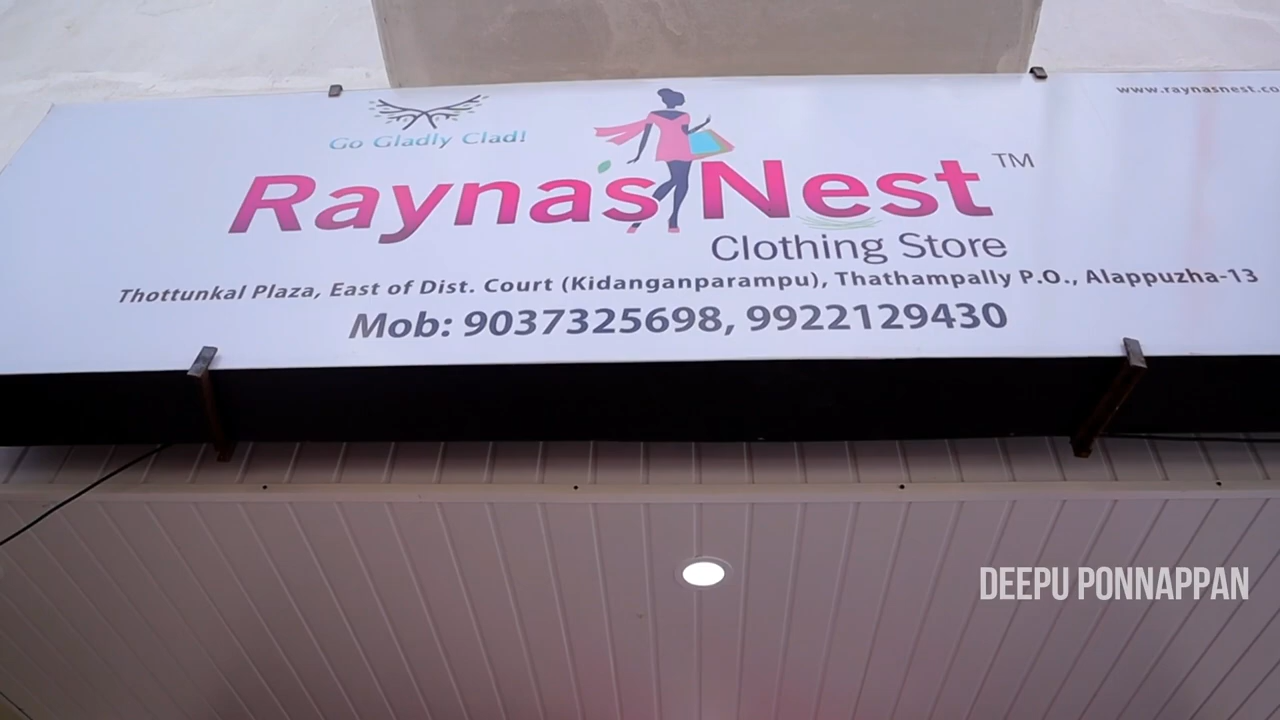 www.raynasnest.co
Go Gladly Clad!
Rayna's Nest TM
Clothing Store
Thottunkal Plaza, East of Dist. Court (Kidanganparampu), Thathampally P.O., Alappuzha-13
Mob: 9037325698, 9922129430
DEEPU PONNAPPAN